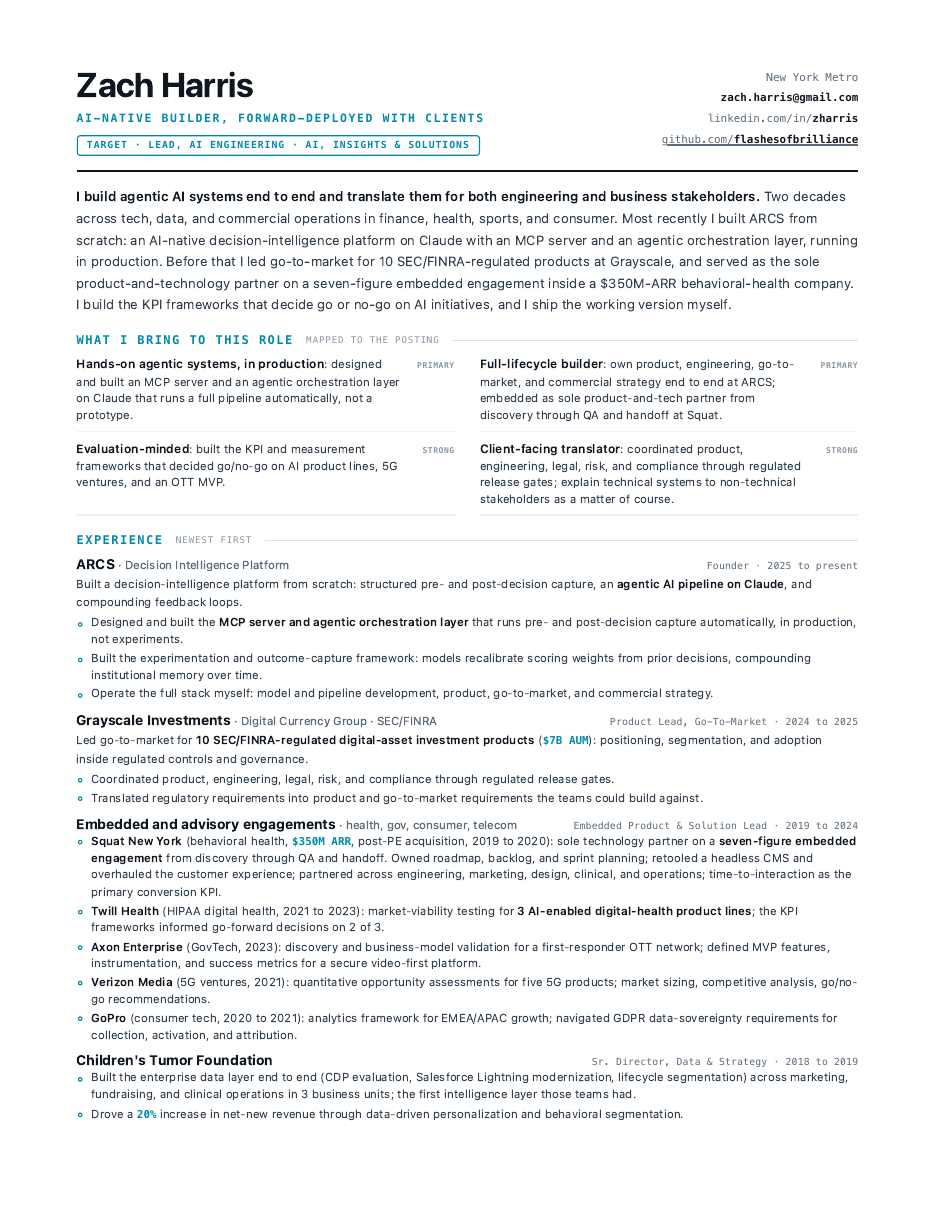 Zach Harris
AI–NATIVE BUILDER, FORWARD–DEPLOYED WITH CLIENTS
TARGET · LEAD, AI ENGINEERING · AI, INSIGHTS & SOLUTIONS
New York Metro
zach.harris@gmail.com
linkedin.com/in/zharris
github.com/flashesofbrilliance
I build agentic AI systems end to end and translate them for both engineering and business stakeholders. Two decades
across tech, data, and commercial operations in finance, health, sports, and consumer. Most recently I built ARCS from
scratch: an AI-native decision-intelligence platform on Claude with an MCP server and an agentic orchestration layer, running
in production. Before that I led go-to-market for 10 SEC/FINRA-regulated products at Grayscale, and served as the sole
product-and-technology partner on a seven-figure embedded engagement inside a $350M-ARR behavioral-health company.
I build the KPI frameworks that decide go or no-go on AI initiatives, and I ship the working version myself.
WHAT I BRING TO THIS ROLE MAPPED TO THE POSTING
Hands-on agentic systems, in production: designed PRIMARY
and built an MCP server and an agentic orchestration layer
on Claude that runs a full pipeline automatically, not a
prototype.
Full-lifecycle builder: own product, engineering, go-to- PRIMARY
market, and commercial strategy end to end at ARCS;
embedded as sole product-and-tech partner from
discovery through QA and handoff at Squat.
Evaluation-minded: built the KPI and measurement STRONG
frameworks that decided go/no-go on AI product lines, 5G
ventures, and an OTT MVP.
Client-facing translator: coordinated product, STRONG
engineering, legal, risk, and compliance through regulated
release gates; explain technical systems to non-technical
stakeholders as a matter of course.
EXPERIENCE NEWEST FIRST
ARCS · Decision Intelligence Platform Founder · 2025 to present
Built a decision-intelligence platform from scratch: structured pre- and post-decision capture, an agentic AI pipeline on Claude, and
compounding feedback loops.
Designed and built the MCP server and agentic orchestration layer that runs pre- and post-decision capture automatically, in production,
not experiments.
Built the experimentation and outcome-capture framework: models recalibrate scoring weights from prior decisions, compounding
institutional memory over time.
Operate the full stack myself: model and pipeline development, product, go-to-market, and commercial strategy.
Grayscale Investments · Digital Currency Group · SEC/FINRA Product Lead, Go-To-Market · 2024 to 2025
Led go-to-market for 10 SEC/FINRA-regulated digital-asset investment products ($7B AUM): positioning, segmentation, and adoption
inside regulated controls and governance.
Coordinated product, engineering, legal, risk, and compliance through regulated release gates.
Translated regulatory requirements into product and go-to-market requirements the teams could build against.
Embedded and advisory engagements · health, gov, consumer, telecom Embedded Product & Solution Lead · 2019 to 2024
Squat New York (behavioral health, $350M ARR, post-PE acquisition, 2019 to 2020): sole technology partner on a seven-figure embedded
engagement from discovery through QA and handoff. Owned roadmap, backlog, and sprint planning; retooled a headless CMS and
overhauled the customer experience; partnered across engineering, marketing, design, clinical, and operations; time-to-interaction as the
primary conversion KPI.
Twill Health (HIPAA digital health, 2021 to 2023): market-viability testing for 3 AI-enabled digital-health product lines; the KPI
frameworks informed go-forward decisions on 2 of 3.
Axon Enterprise (GovTech, 2023): discovery and business-model validation for a first-responder OTT network; defined MVP features,
instrumentation, and success metrics for a secure video-first platform.
Verizon Media (5G ventures, 2021): quantitative opportunity assessments for five 5G products; market sizing, competitive analysis, go/no-
go recommendations.
GoPro (consumer tech, 2020 to 2021): analytics framework for EMEA/APAC growth; navigated GDPR data-sovereignty requirements for
collection, activation, and attribution.
Children's Tumor Foundation Sr. Director, Data & Strategy · 2018 to 2019
Built the enterprise data layer end to end (CDP evaluation, Salesforce Lightning modernization, lifecycle segmentation) across marketing,
fundraising, and clinical operations in 3 business units; the first intelligence layer those teams had.
Drove a 20% increase in net-new revenue through data-driven personalization and behavioral segmentation.